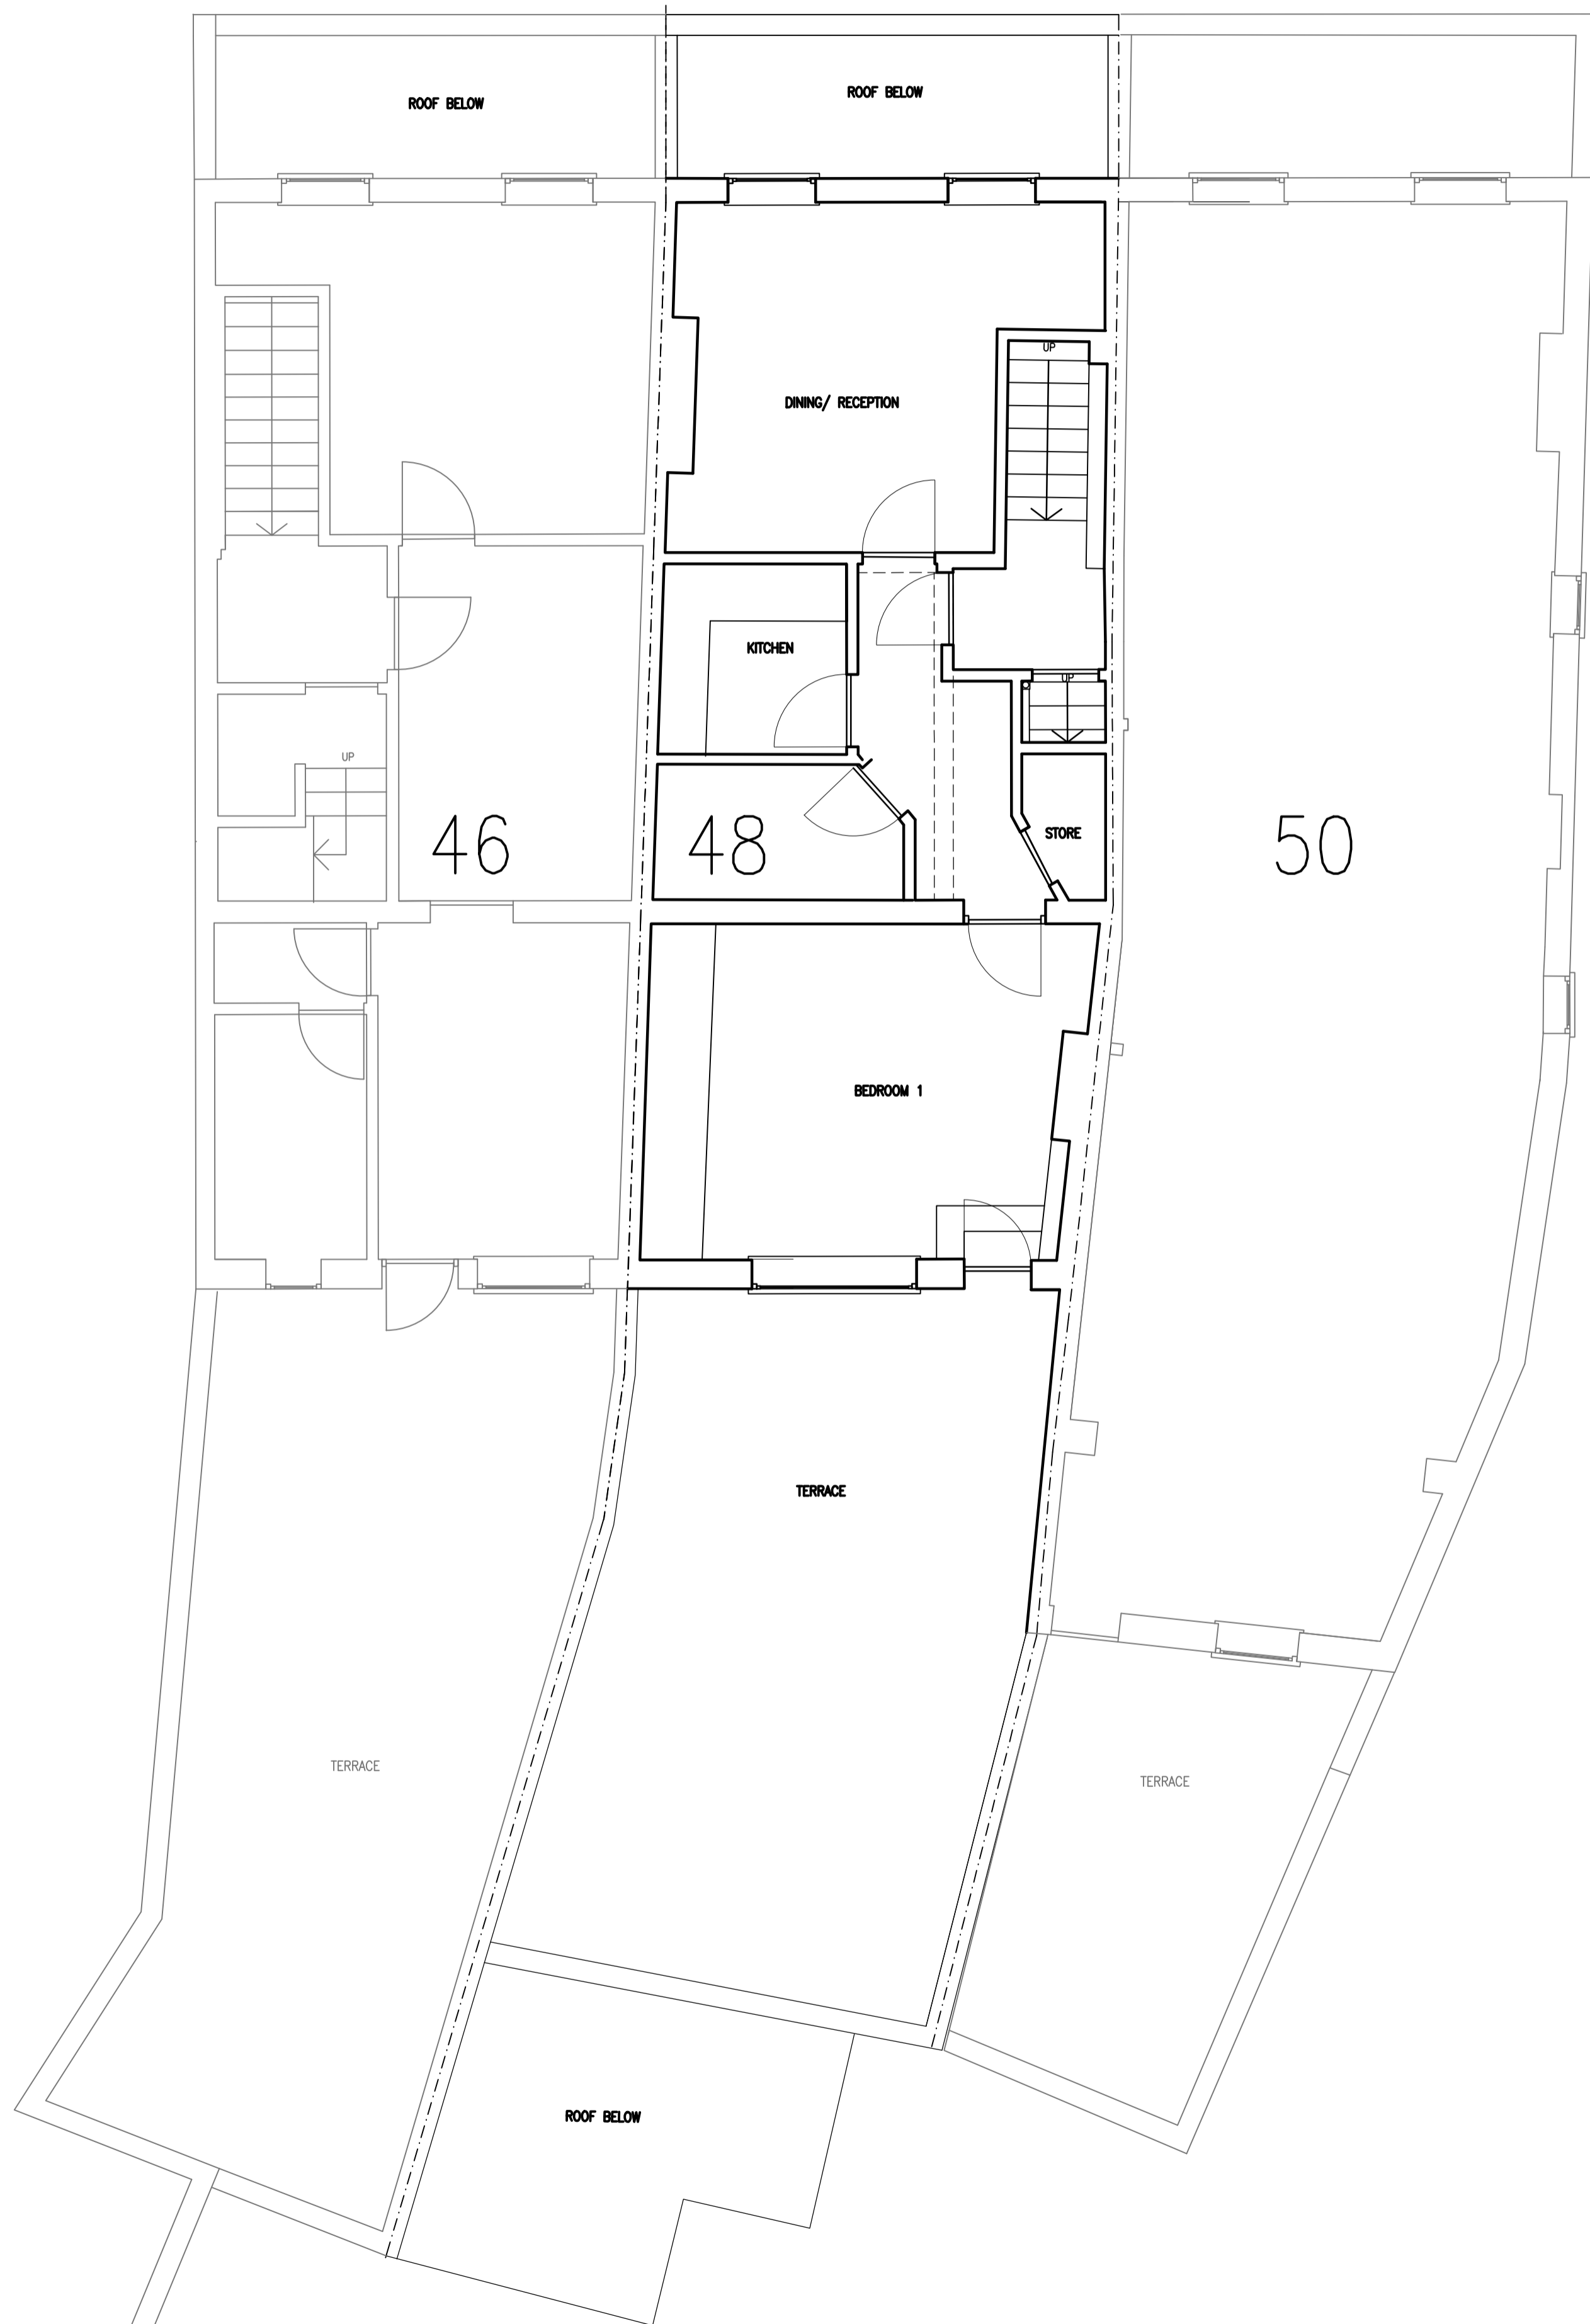 ROOF BELOW
ROOF BELOW
UP
DINING/ RECEPTION
KITCHEN
UP
UP
46
48
STORE
50
BEDROOM 1
TERRACE
TERRACE
TERRACE
ROOF BELOW